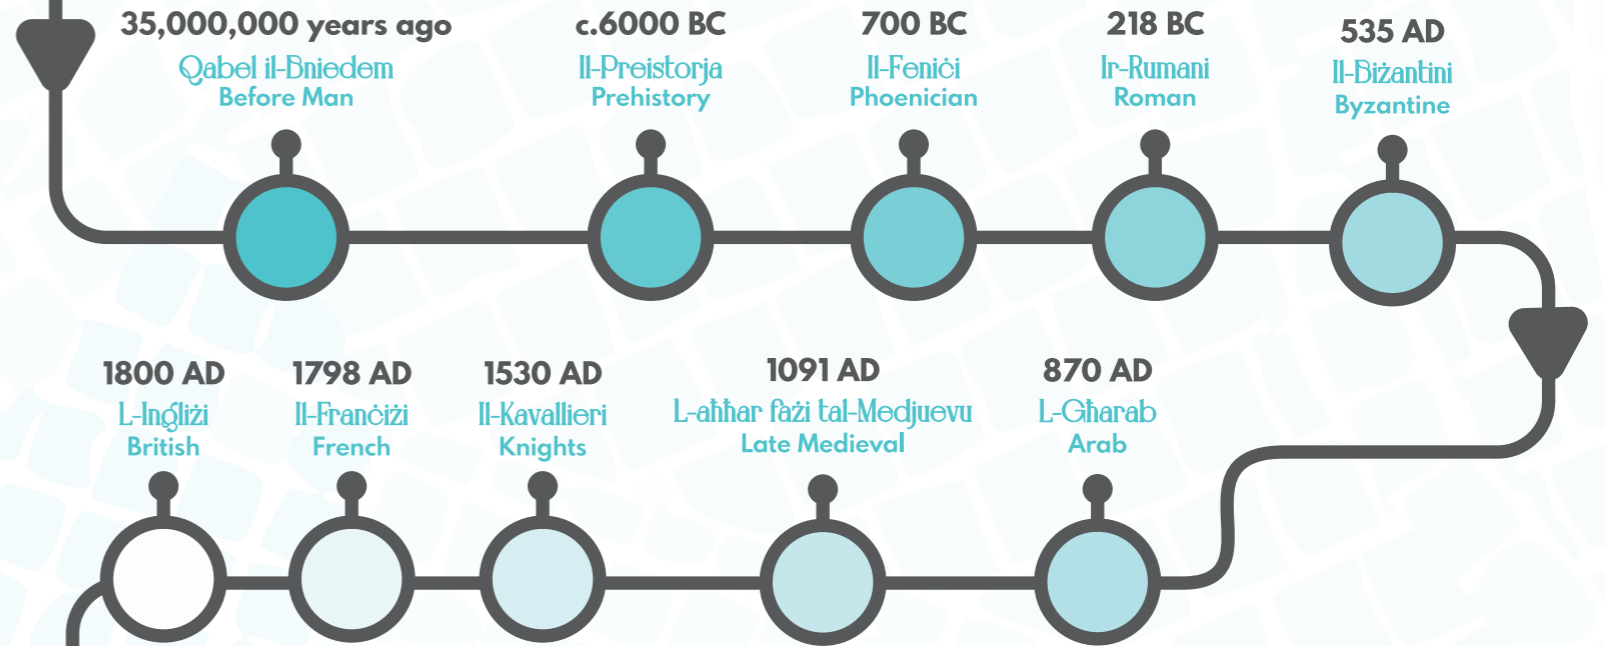 35,000,000 years ago
Qabel il-Bniedem
Before Man
c.6000 BC
Il-Preistorja
Prehistory
700 BC
Il-Feniċi
Phoenician
218 BC
Ir-Rumani
Roman
535 AD
Il-Biżantini
Byzantine
870 AD
L-Għarab
Arab
1091 AD
L-aħħar fażi tal-Medjuevu
Late Medieval
1530 AD
Il-Kavallieri
Knights
1798 AD
Il-Franċiżi
French
1800 AD
L-Ingliżi
British